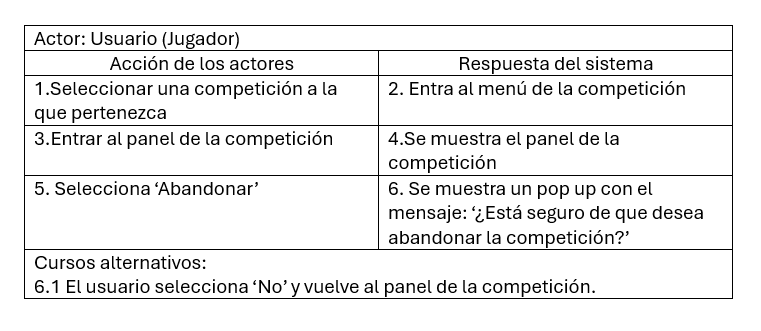 Actor: Usuario (Jugador)
Acción de los actores
Respuesta del sistema
1.Seleccionar una competición a la
que pertenezca
2. Entra al menú de la competición
3.Entrar al panel de la competición
4.Se muestra el panel de la
competición
5. Selecciona ‘Abandonar’
6. Se muestra un pop up con el
mensaje: ‘¿Está seguro de que desea
abandonar la competición?’
Cursos alternativos:
6.1 El usuario selecciona ‘No’ y vuelve al panel de la competición.